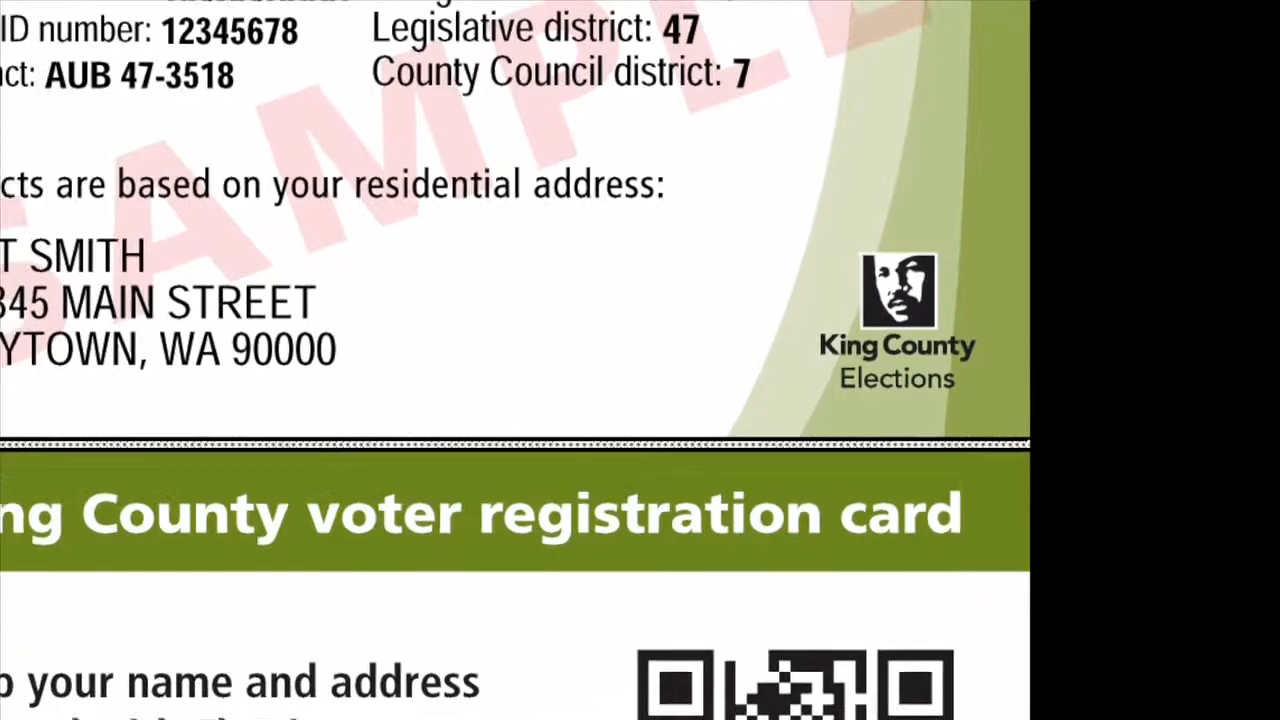 ID number: 12345678
Legislative district: 47
ct: AUB 47-3518
County Council district: 7
SAMPLE
cts are based on your residential address:
T SMITH
345 MAIN STREET
YTOWN, WA 90000
King County
Elections
ng County voter registration card
your name and address